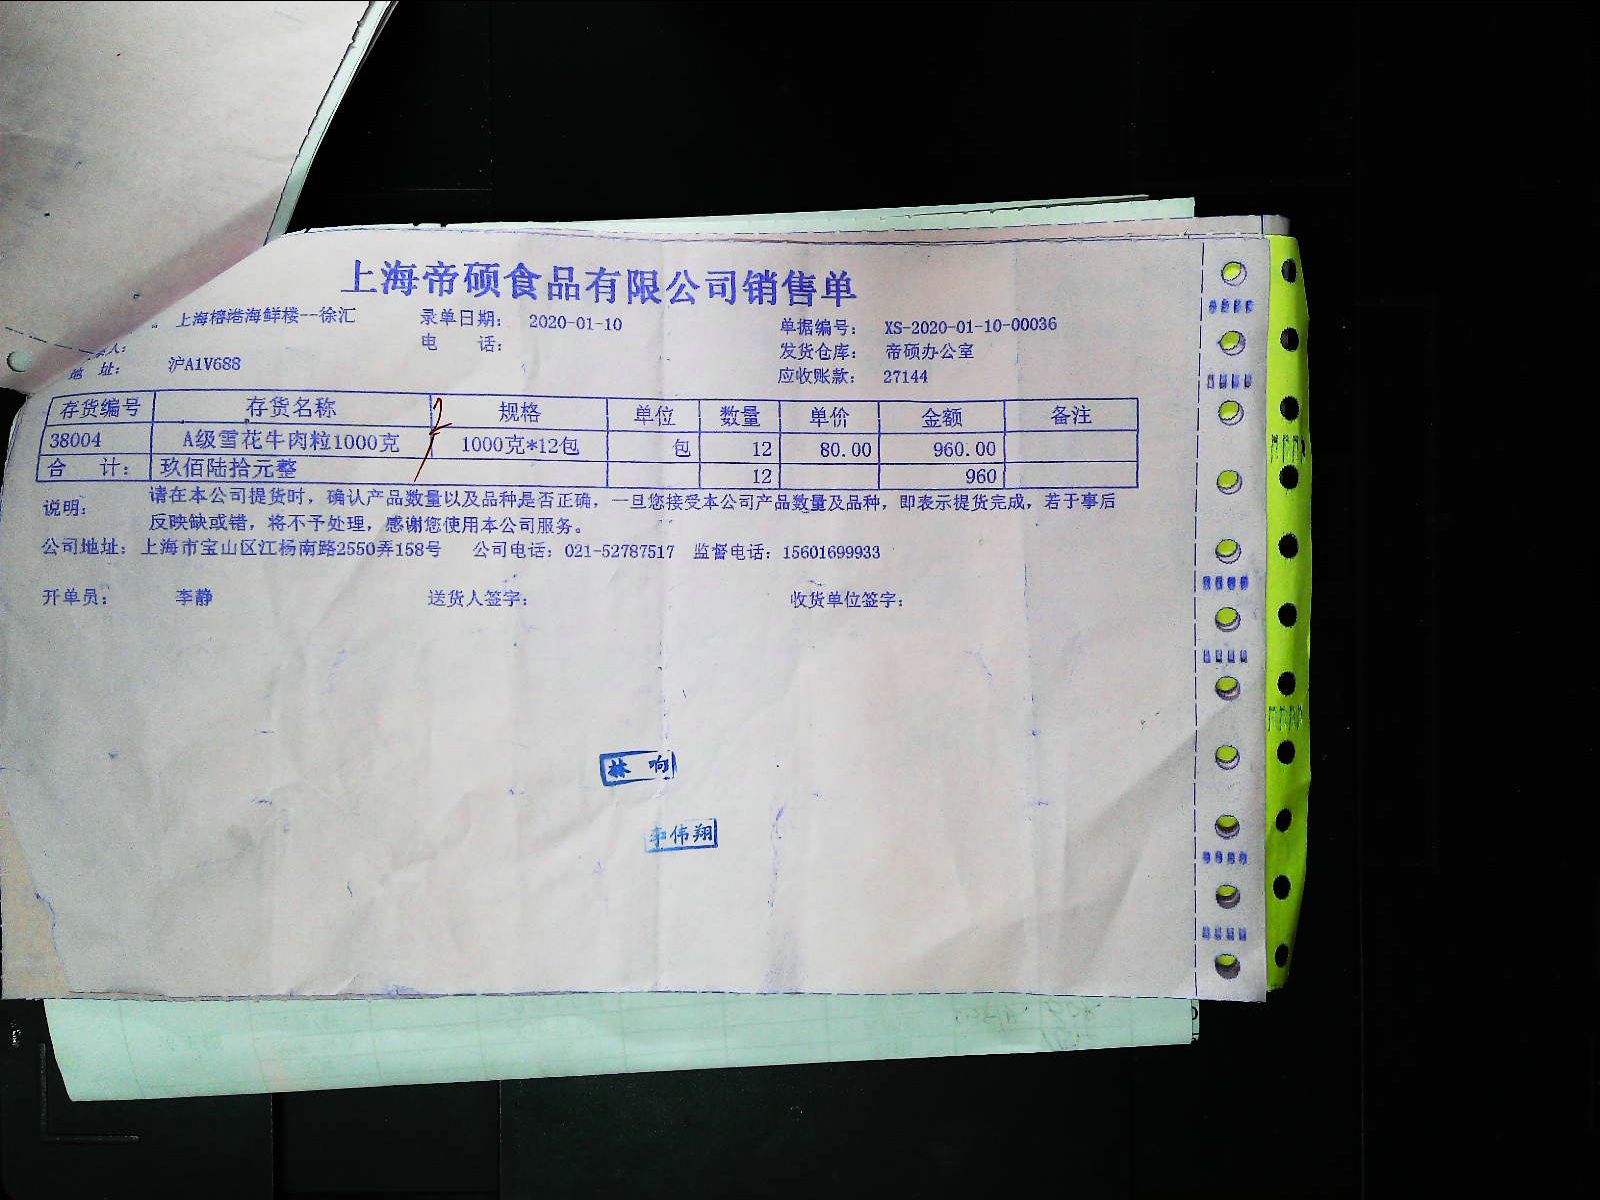 上海帝硕食品有限公司销售单
上海榕港海鲜楼--徐汇 录单日期: 2020-01-10 单据编号: XS-2020-01-10-00036
人: 电 话: 发货仓库: 帝硕办公室
地 址: 沪A1V688 应收账款: 27144
存货编号 存货名称 规格 单位 数量 单价 金额 备注
38004 A级雪花牛肉粒1000克 1000克*12包 包 12 80.00 960.00
合 计: 玖佰陆拾元整 12 960
说明: 请在本公司提货时，确认产品数量以及品种是否正确，一旦您接受本公司产品数量及品种，即表示提货完成，若于事后
反映缺或错，将不予处理，感谢您使用本公司服务。
公司地址: 上海市宝山区江杨南路2550弄158号 公司电话: 021-52787517 监督电话: 15601699933
开单员: 李静 送货人签字: 收货单位签字:
林 响
李伟翔